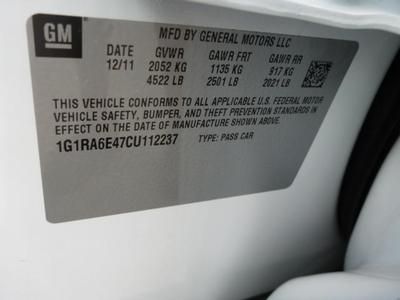 GM
MFD BY GENERAL MOTORS LLC
DATE GVWR GAWR FRT GAWR RR
12/11 2052 KG 1135 KG 917 KG
4522 LB 2501 LB 2021 LB
THIS VEHICLE CONFORMS TO ALL APPLICABLE U.S. FEDERAL MOTOR
VEHICLE SAFETY, BUMPER, AND THEFT PREVENTION STANDARDS IN
EFFECT ON THE DATE OF MANUFACTURE SHOWN ABOVE.
1G1RA6E47CU112237 TYPE: PASS CAR